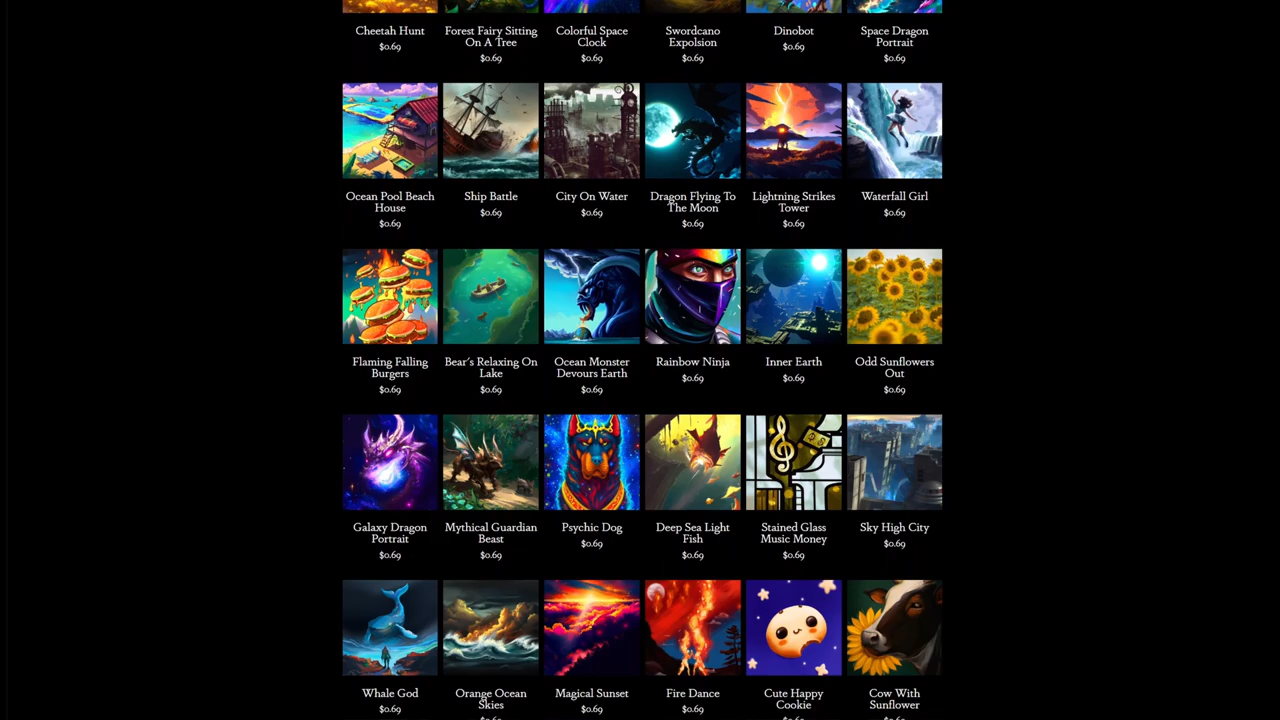 Cheetah Hunt
$0.69
Forest Fairy Sitting
On A Tree
$0.69
Colorful Space
Clock
$0.69
Swordcano
Expolsion
$0.69
Dinobot
$0.69
Space Dragon
Portrait
$0.69
Ocean Pool Beach
House
$0.69
Ship Battle
$0.69
City On Water
$0.69
Dragon Flying To
The Moon
$0.69
Lightning Strikes
Tower
$0.69
Waterfall Girl
$0.69
Flaming Falling
Burgers
$0.69
Bear's Relaxing On
Lake
$0.69
Ocean Monster
Devours Earth
$0.69
Rainbow Ninja
$0.69
Inner Earth
$0.69
Odd Sunflowers
Out
$0.69
Galaxy Dragon
Portrait
$0.69
Mythical Guardian
Beast
$0.69
Psychic Dog
$0.69
Deep Sea Light
Fish
$0.69
Stained Glass
Music Money
$0.69
Sky High City
$0.69
Whale God
$0.69
Orange Ocean
Skies
$0.69
Magical Sunset
$0.69
Fire Dance
$0.69
Cute Happy
Cookie
$0.69
Cow With
Sunflower
$0.69